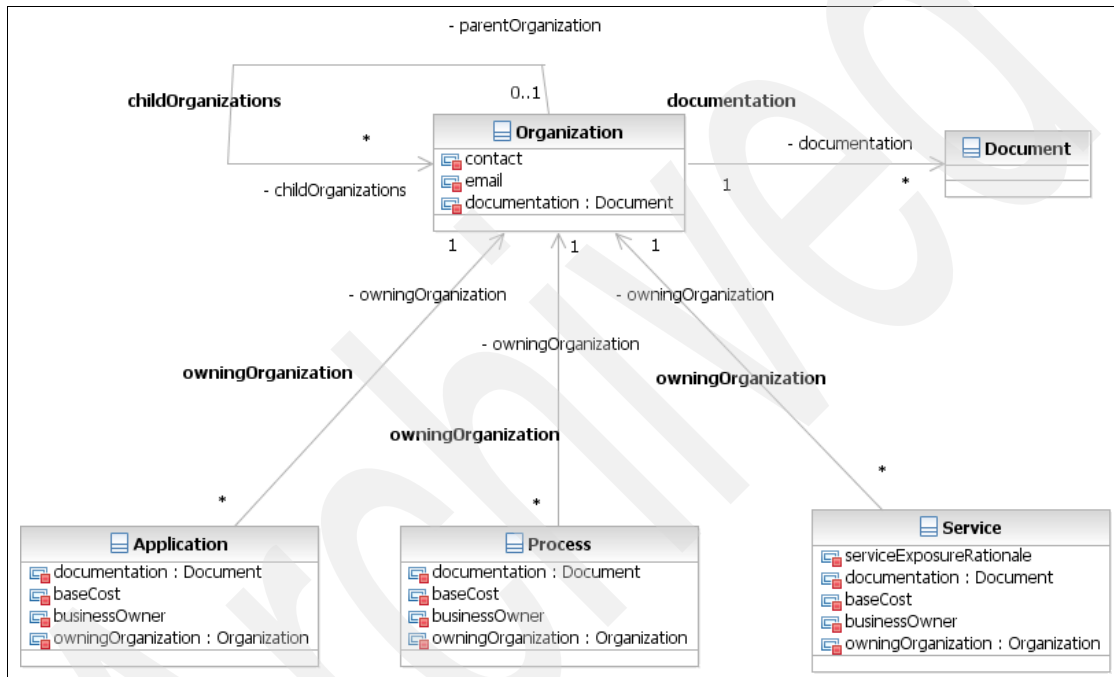 - parentOrganization
childOrganizations
0..1
documentation
*
Organization
- documentation
Document
contact
email
documentation : Document
- childOrganizations
1
*
1
1
1
- owningOrganization
- owningOrganization
- owningOrganization
owningOrganization
owningOrganization
owningOrganization
*
*
*
Application
documentation : Document
baseCost
businessOwner
owningOrganization : Organization
Process
documentation : Document
baseCost
businessOwner
owningOrganization : Organization
Service
serviceExposureRationale
documentation : Document
baseCost
businessOwner
owningOrganization : Organization
Archived